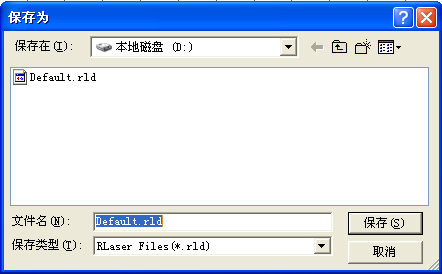 保存为
保存在(I): 本地磁盘 (D:)
Default.rld
文件名(N): Default.rld 保存(S)
保存类型(T): RLaser Files(*.rld) 取消